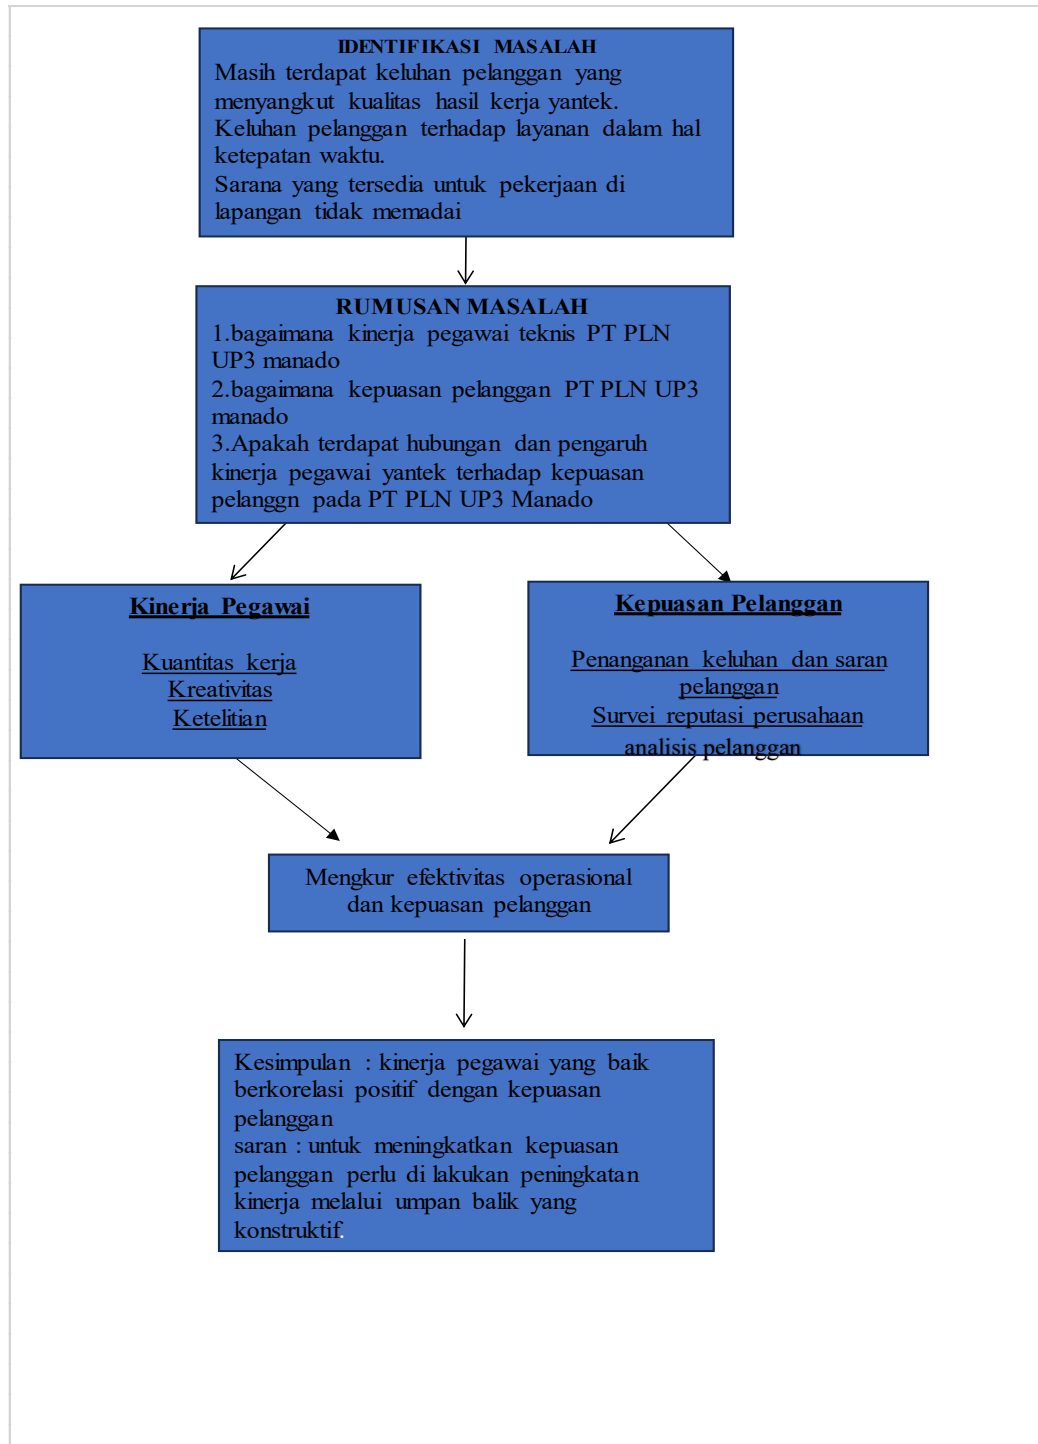 IDENTIFIKASI MASALAH
Masih terdapat keluhan pelanggan yang
menyangkut kualitas hasil kerja yantek.
Keluhan pelanggan terhadap layanan dalam hal
ketepatan waktu.
Sarana yang tersedia untuk pekerjaan di
lapangan tidak memadai
RUMUSAN MASALAH
1.bagaimana kinerja pegawai teknis PT PLN
UP3 manado
2.bagaimana kepuasan pelanggan PT PLN UP3
manado
3.Apakah terdapat hubungan dan pengaruh
kinerja pegawai yantek terhadap kepuasan
pelanggn pada PT PLN UP3 Manado
Kinerja Pegawai
Kuantitas kerja
Kreativitas
Ketelitian
Kepuasan Pelanggan
Penanganan keluhan dan saran
pelanggan
Survei reputasi perusahaan
analisis pelanggan
Mengkur efektivitas operasional
dan kepuasan pelanggan
Kesimpulan : kinerja pegawai yang baik
berkorelasi positif dengan kepuasan
pelanggan
saran : untuk meningkatkan kepuasan
pelanggan perlu di lakukan peningkatan
kinerja melalui umpan balik yang
konstruktif.